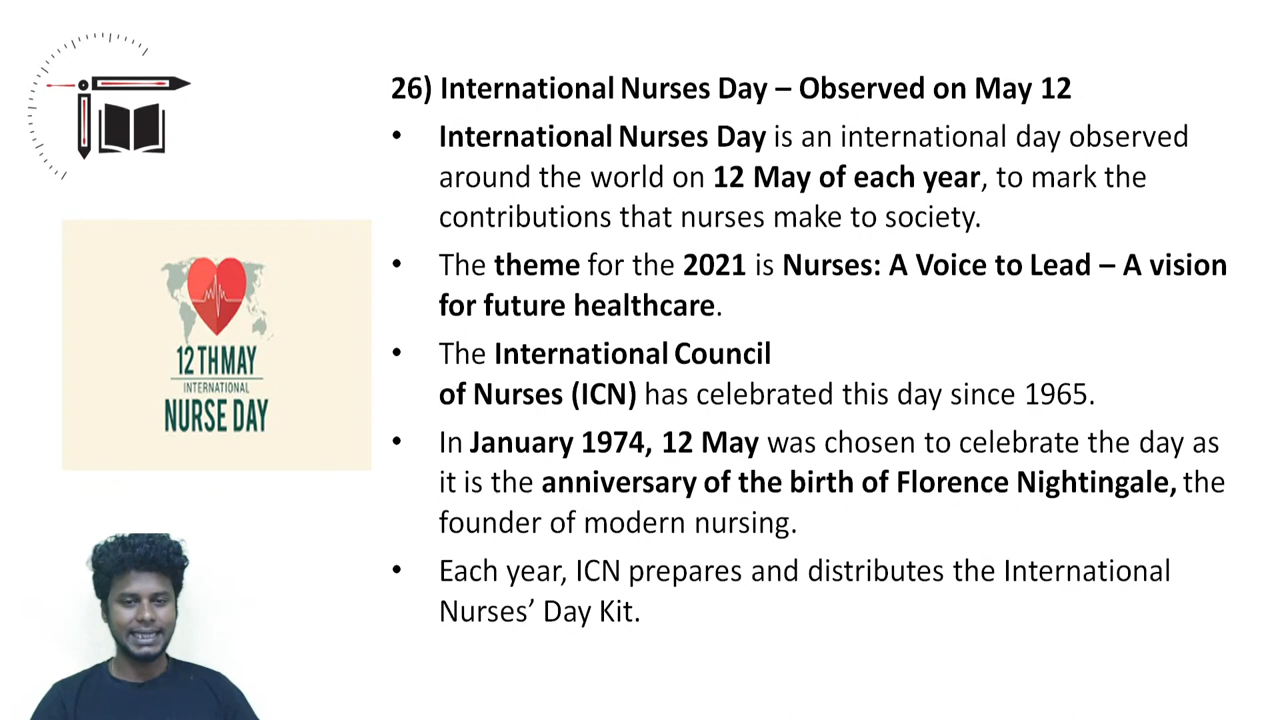 26) International Nurses Day – Observed on May 12
• International Nurses Day is an international day observed
around the world on 12 May of each year, to mark the
contributions that nurses make to society.
• The theme for the 2021 is Nurses: A Voice to Lead – A vision
for future healthcare.
• The International Council
of Nurses (ICN) has celebrated this day since 1965.
• In January 1974, 12 May was chosen to celebrate the day as
it is the anniversary of the birth of Florence Nightingale, the
founder of modern nursing.
• Each year, ICN prepares and distributes the International
Nurses’ Day Kit.
12 THMAY
INTERNATIONAL
NURSE DAY